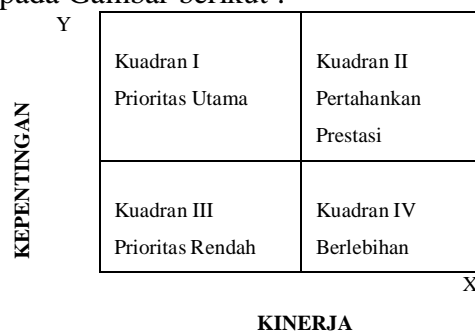 pada Gambar berikut :
Y
Kuadran I
Prioritas Utama
Kuadran II
Pertahankan
Prestasi
KEPENTINGAN
Kuadran III
Prioritas Rendah
Kuadran IV
Berlebihan
X
KINERJA